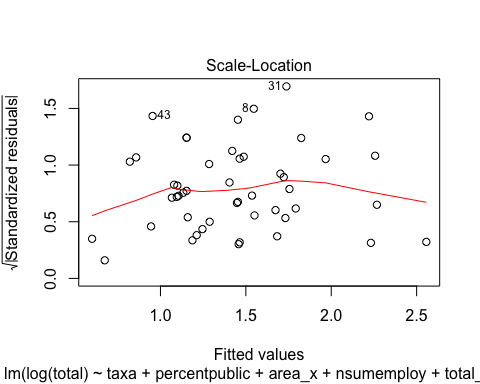 Scale-Location
√|Standardized residuals|
0.0
0.5
1.0
1.5
43
8
31
1.0
1.5
2.0
2.5
Fitted values
lm(log(total) ~ taxa + percentpublic + area_x + nsumemploy + total_